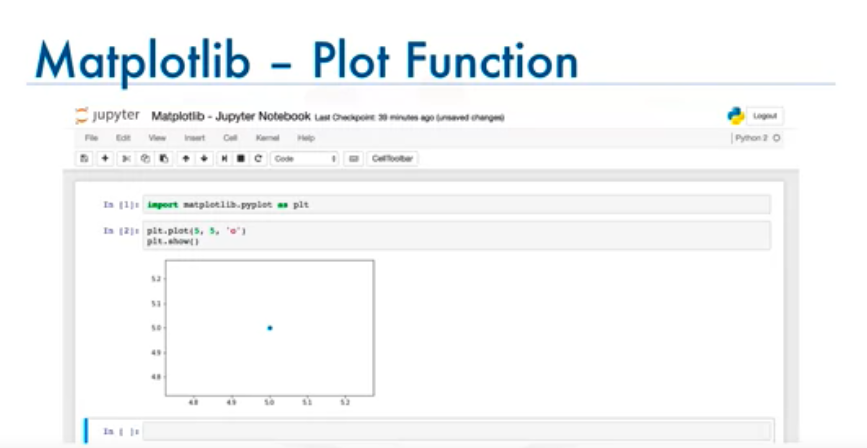 Matplotlib – Plot Function
jupyter Matplotlib - Jupyter Notebook Last Checkpoint: 39 minutes ago (unsaved changes) Logout
File Edit View Insert Cell Kernel Help Python 2
Code CellToolbar
In [1]: import matplotlib.pyplot as plt
In [2]: plt.plot(5, 5, 'o')
plt.show()
5.2
5.1
5.0
4.9
4.8
4.8 4.9 5.0 5.1 5.2
In [ ]: